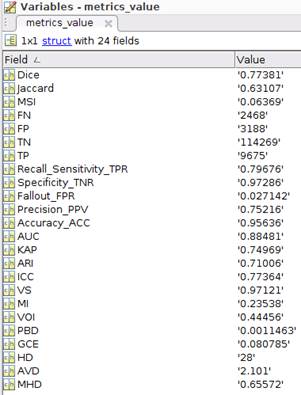 Variables - metrics_value
metrics_value
1x1 struct with 24 fields
Field Value
Dice '0.77381'
Jaccard '0.63107'
MSI '0.06369'
FN '2468'
FP '3188'
TN '114269'
TP '9675'
Recall_Sensitivity_TPR '0.79676'
Specificity_TNR '0.97286'
Fallout_FPR '0.027142'
Precision_PPV '0.75216'
Accuracy_ACC '0.95636'
AUC '0.88481'
KAP '0.74969'
ARI '0.71006'
ICC '0.77364'
VS '0.97121'
MI '0.23538'
VOI '0.44456'
PBD '0.0011463'
GCE '0.080785'
HD '28'
AVD '2.101'
MHD '0.65572'